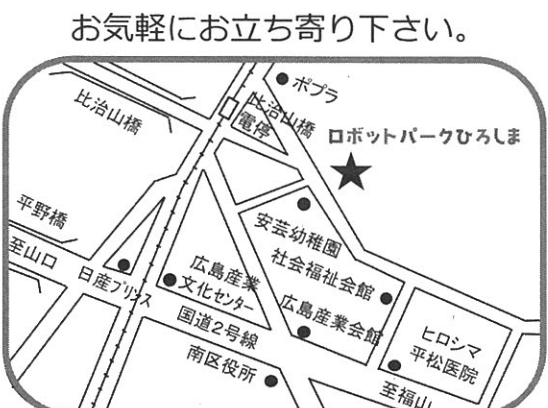 お気軽にお立ち寄り下さい。
ポプラ
比治山橋
比治山橋
電停
ロボットパークひろしま
平野橋
安芸幼稚園
至山口
日産プリンス
広島産業
文化センター
社会福祉会館
広島産業会館
国道2号線
ヒロシマ
平松医院
南区役所
至福山